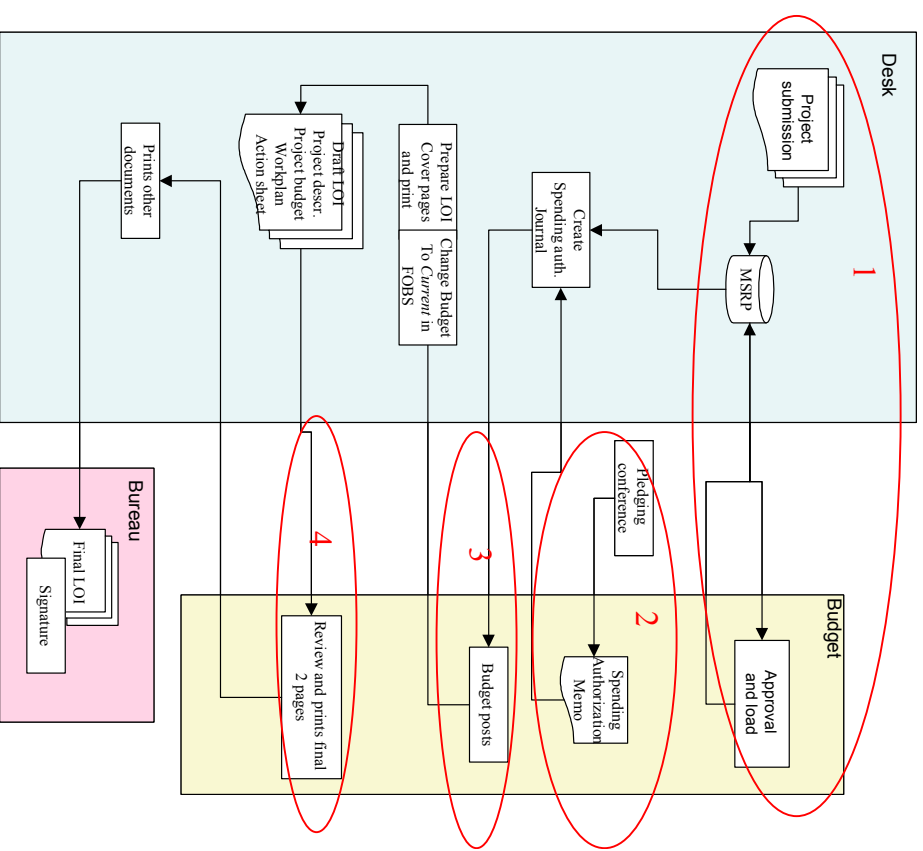 Desk
Project
submission
1
MSRP
Approval
and load
Budget
Pledging
conference
2
Spending
Authorization
Memo
Create
Spending auth.
Journal
3
Budget posts
Prepare LOI
Cover pages
and print
Change Budget
To Current in
FOBS
Draft LOI
Project descr.
Project budget
Workplan
Action sheet
4
Review and prints final
2 pages
Prints other
documents
Bureau
Final LOI
Signature